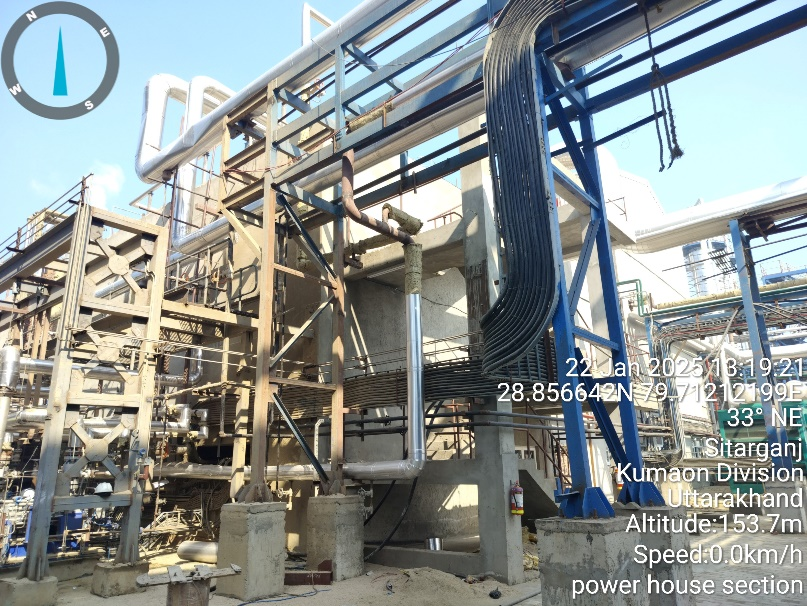 N
E
S
W
22 Jan 2025 13:19:21
28.856642N 79-71212199E
33° NE
Sitarganj
Kumaon Division
Uttarakhand
Altitude:153.7m
Speed:0.0km/h
power house section